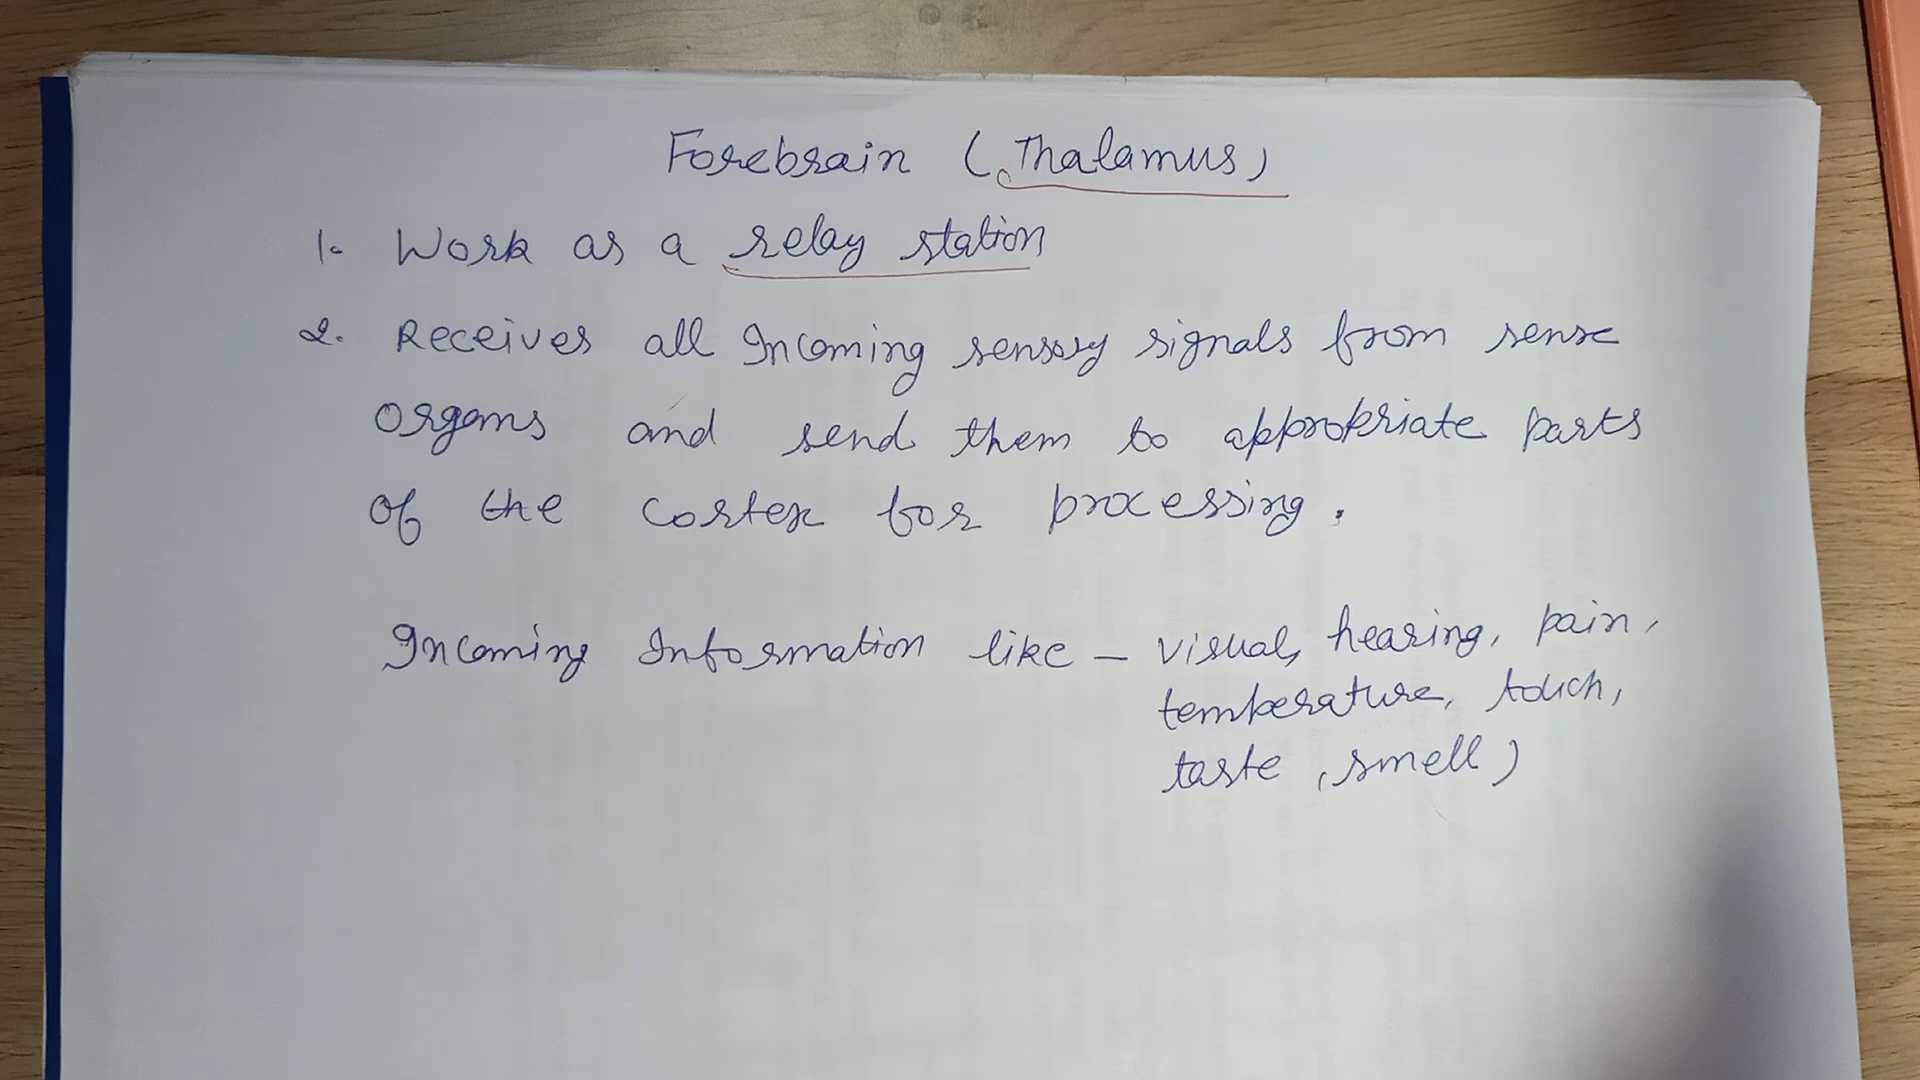 Forebrain (Thalamus)
1. Work as a relay station
2. Receives all Incoming sensory signals from sense
organs and send them to appropriate parts
of the cortex for processing.
Incoming Information like – visual, hearing, pain,
temperature, touch,
taste, smell)